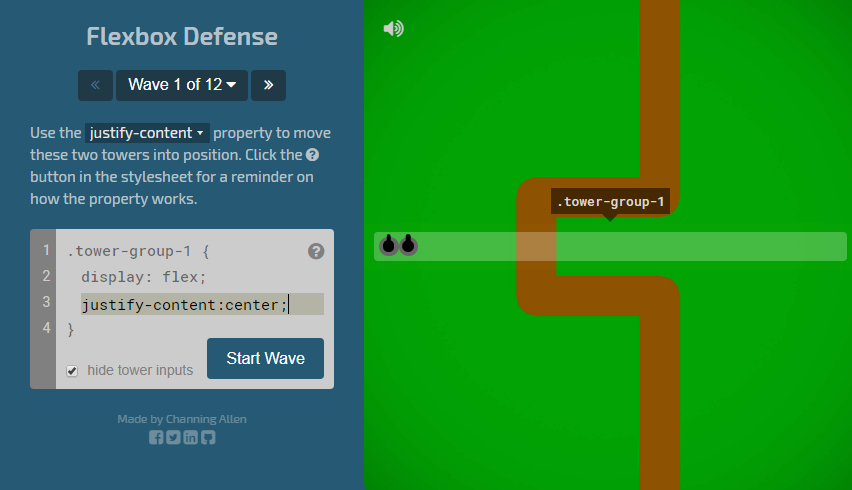 Flexbox Defense
« Wave 1 of 12 »
Use the justify-content property to move
these two towers into position. Click the ?
button in the stylesheet for a reminder on
how the property works.
.tower-group-1
1 .tower-group-1 { ?
2 display: flex;
3 justify-content:center;
4 }
hide tower inputs Start Wave
Made by Channing Allen